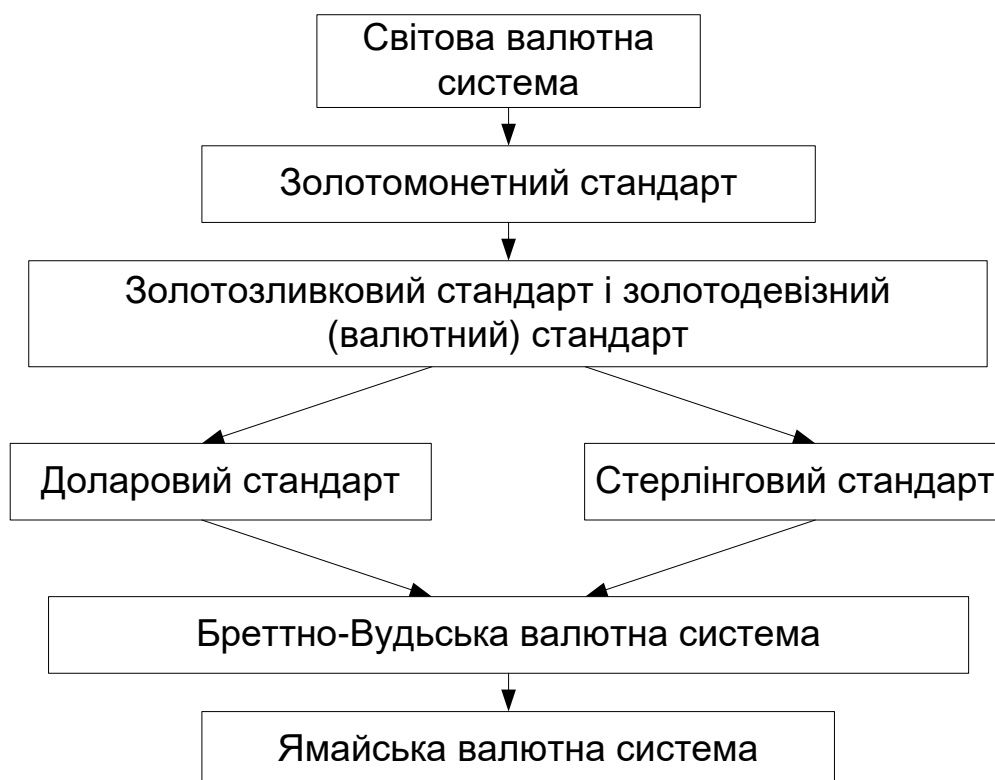 Світова валютна
система
Золотомонетний стандарт
Золотозливковий стандарт і золотодевізний
(валютний) стандарт
Доларовий стандарт
Стерлінговий стандарт
Бреттно-Вудьська валютна система
Ямайська валютна система